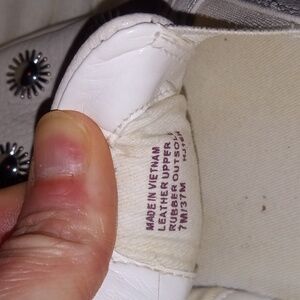 MADE IN VIETNAM
LEATHER UPPER
RUBBER OUTSOLE
7M/37M